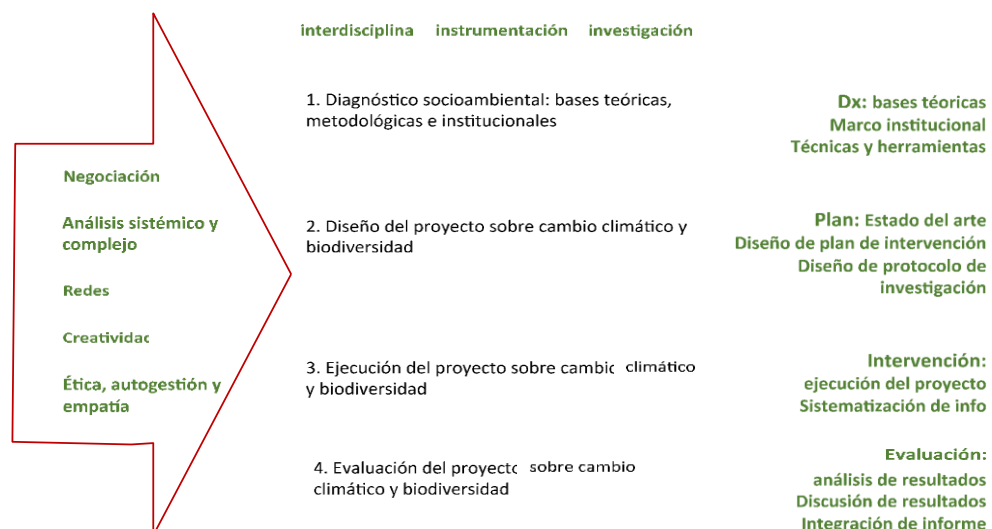 interdisciplina instrumentación investigación
Negociación
Análisis sistémico y
complejo
Redes
Creatividac
Ética, autogestión y
empatía
1. Diagnóstico socioambiental: bases teóricas,
metodológicas e institucionales
2. Diseño del proyecto sobre cambio climático y
biodiversidad
3. Ejecución del proyecto sobre cambic climático
y biodiversidad
4. Evaluación del proyectc sobre cambio
climático y biodiversidad
Dx: bases téoricas
Marco institucional
Técnicas y herramientas
Plan: Estado del arte
Diseño de plan de intervención
Diseño de protocolo de
investigación
Intervención:
ejecución del proyecto
Sistematización de info
Evaluación:
análisis de resultados
Discusión de resultados
Integración de informe